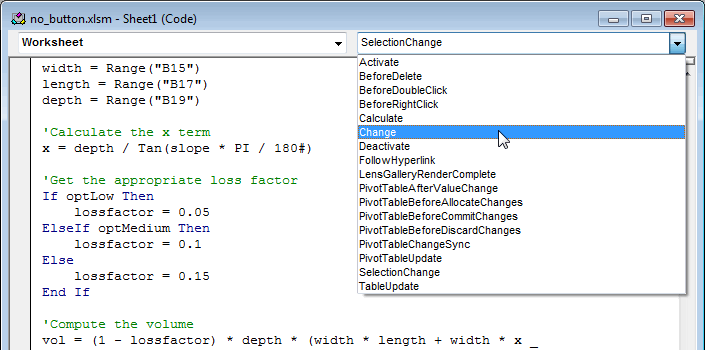 no_button.xlsm - Sheet1 (Code)
Worksheet
SelectionChange
width = Range("B15")
length = Range("B17")
depth = Range("B19")
'Calculate the x term
x = depth / Tan(slope * PI / 180#)
'Get the appropriate loss factor
If optLow Then
lossfactor = 0.05
ElseIf optMedium Then
lossfactor = 0.1
Else
lossfactor = 0.15
End If
'Compute the volume
vol = (1 - lossfactor) * depth * (width * length + width * x _
Activate
BeforeDelete
BeforeDoubleClick
BeforeRightClick
Calculate
Change
Deactivate
FollowHyperlink
LensGalleryRenderComplete
PivotTableAfterValueChange
PivotTableBeforeAllocateChanges
PivotTableBeforeCommitChanges
PivotTableBeforeDiscardChanges
PivotTableChangeSync
PivotTableUpdate
SelectionChange
TableUpdate